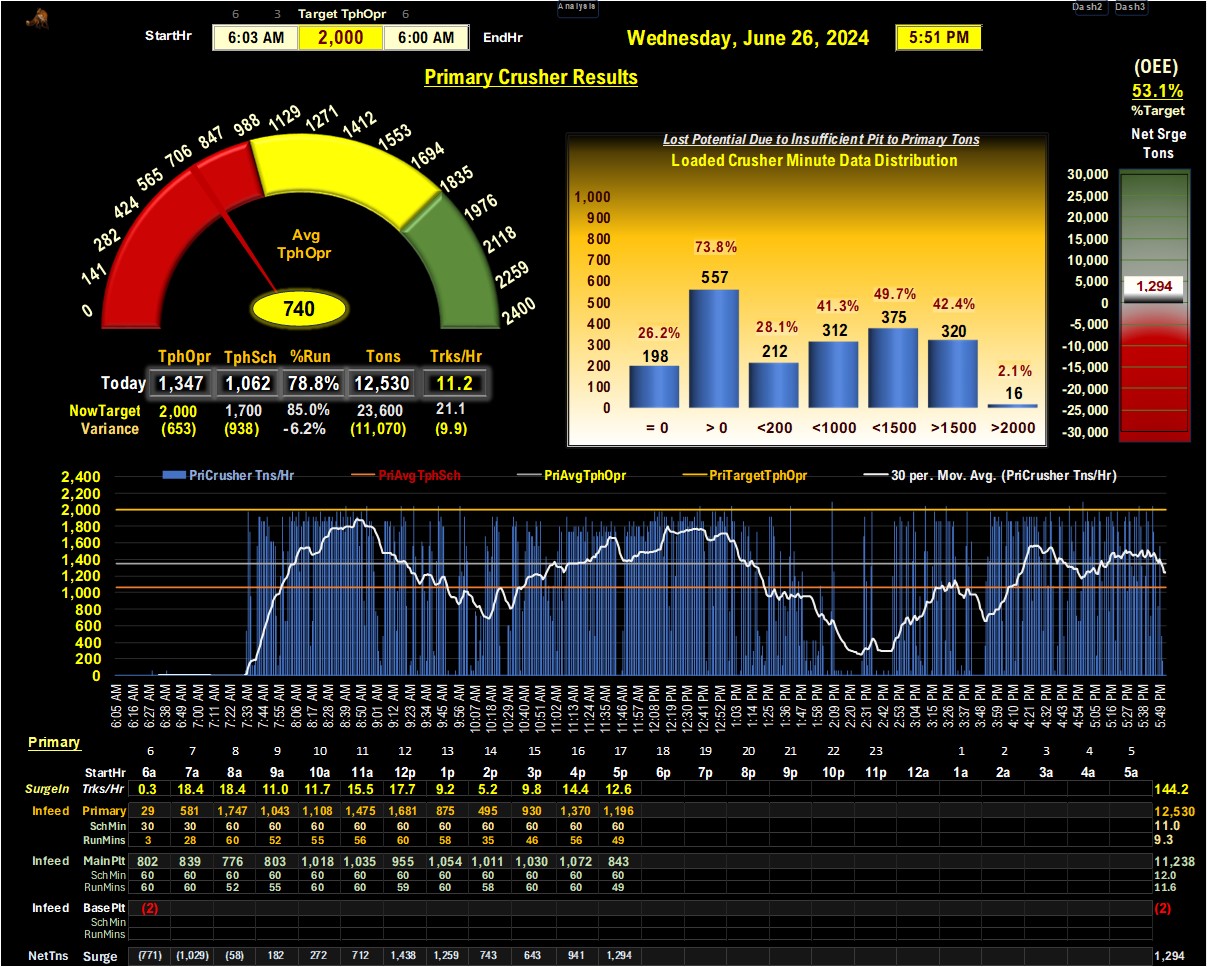 Analysis
Dash2 Dash3
6 3 Target TphOpr 6
StartHr 6:03 AM 2,000 6:00 AM EndHr
Wednesday, June 26, 2024 5:51 PM
Primary Crusher Results
(OEE)
53.1%
%Target
Net Srge
Tons
0 141 282 424 565 706 847 988 1129 1271 1412 1553 1694 1835 1976 2118 2259 2400
Avg
TphOpr
740
TphOpr TphSch %Run Tons Trks/Hr
Today 1,347 1,062 78.8% 12,530 11.2
NowTarget 2,000 1,700 85.0% 23,600 21.1
Variance (653) (938) -6.2% (11,070) (9.9)
Lost Potential Due to Insufficient Pit to Primary Tons
Loaded Crusher Minute Data Distribution
1,000
900
800
700
600
500
400
300
200
100
0
26.2% 73.8% 28.1% 41.3% 49.7% 42.4% 2.1%
198 557 212 312 375 320 16
= 0 > 0 <200 <1000 <1500 >1500 >2000
30,000
25,000
20,000
15,000
10,000
5,000
0
-5,000
-10,000
-15,000
-20,000
-25,000
-30,000
1,294
PriCrusher Tns/Hr PriAvgTphSch PriAvgTphOpr PriTargetTphOpr 30 per. Mov. Avg. (PriCrusher Tns/Hr)
2,400
2,200
2,000
1,800
1,600
1,400
1,200
1,000
800
600
400
200
0
6:05 AM 6:16 AM 6:27 AM 6:38 AM 6:49 AM 7:00 AM 7:11 AM 7:22 AM 7:33 AM 7:44 AM 7:55 AM 8:06 AM 8:17 AM 8:28 AM 8:39 AM 8:50 AM 9:01 AM 9:12 AM 9:23 AM 9:34 AM 9:45 AM 9:56 AM 10:07 AM 10:18 AM 10:29 AM 10:40 AM 10:51 AM 11:02 AM 11:13 AM 11:24 AM 11:35 AM 11:46 AM 11:57 AM 12:08 PM 12:19 PM 12:30 PM 12:41 PM 12:52 PM 1:03 PM 1:14 PM 1:25 PM 1:36 PM 1:47 PM 1:58 PM 2:09 PM 2:20 PM 2:31 PM 2:42 PM 2:53 PM 3:04 PM 3:15 PM 3:26 PM 3:37 PM 3:48 PM 3:59 PM 4:10 PM 4:21 PM 4:32 PM 4:43 PM 4:54 PM 5:05 PM 5:16 PM 5:27 PM 5:38 PM 5:49 PM
Primary
6 7 8 9 10 11 12 13 14 15 16 17 18 19 20 21 22 23 1 2 3 4 5
StartHr 6a 7a 8a 9a 10a 11a 12p 1p 2p 3p 4p 5p 6p 7p 8p 9p 10p 11p 12a 1a 2a 3a 4a 5a
SurgeIn Trks/Hr 0.3 18.4 18.4 11.0 11.7 15.5 17.7 9.2 5.2 9.8 14.4 12.6 144.2
Infeed Primary 29 581 1,747 1,043 1,108 1,475 1,681 875 495 930 1,370 1,196 12,530
SchMin 30 30 60 60 60 60 60 60 60 60 60 60 11.0
RunMins 3 28 60 52 55 56 60 58 35 46 56 49 9.3
Infeed MainPlt 802 839 776 803 1,018 1,035 955 1,054 1,011 1,030 1,072 843 11,238
SchMin 60 60 60 60 60 60 60 60 60 60 60 60 12.0
RunMins 60 60 52 55 60 60 59 60 58 60 60 49 11.6
Infeed BasePlt (2) (2)
SchMin
RunMins
NetTns Surge (771) (1,029) (58) 182 272 712 1,438 1,259 743 643 941 1,294 1,294